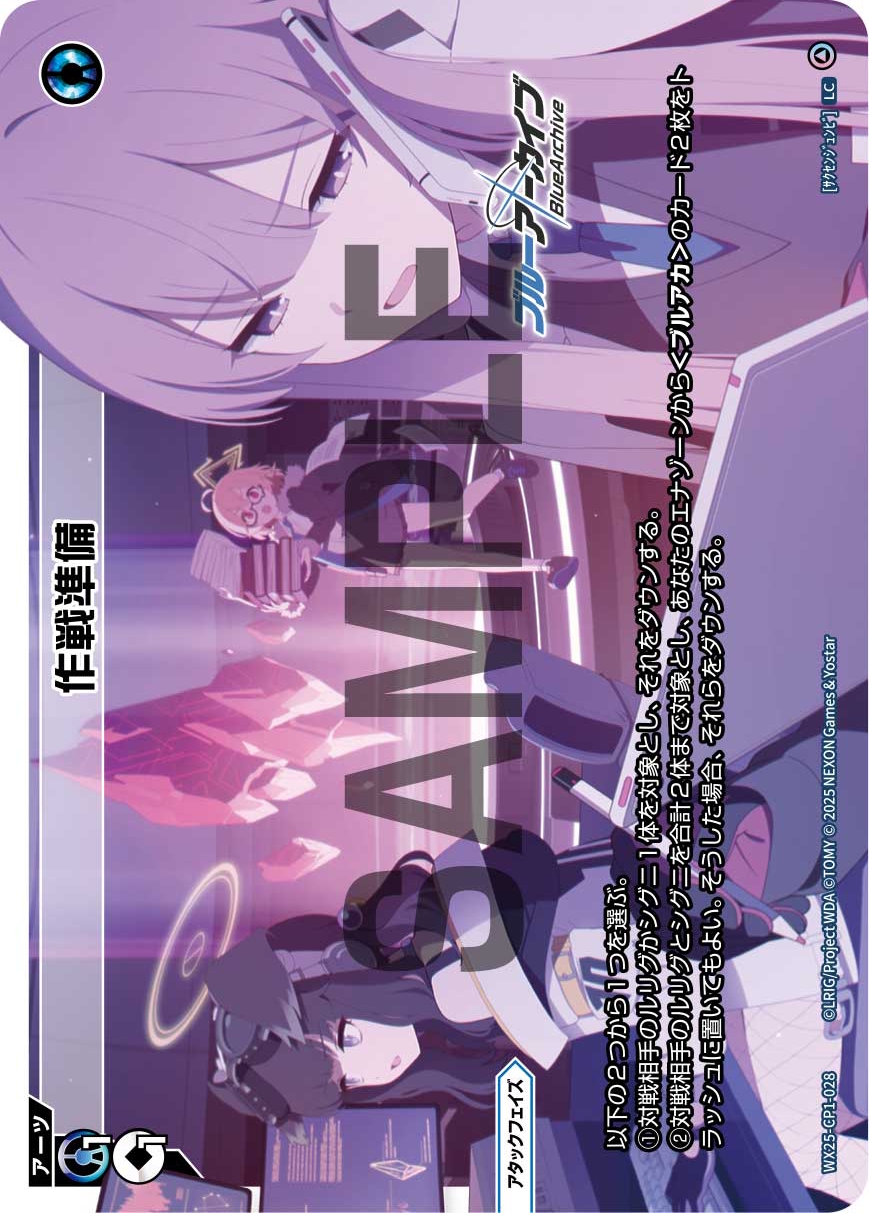 アーツ
1
1
作戦準備
SAMPLE
ブルーアーカイブ
BlueArchive
アタックフェイズ
以下の2つから1つを選ぶ。
①対戦相手のルリグかシグニ1体を対象とし、それをダウンする。
②対戦相手のルリグとシグニを合計2体まで対象とし、あなたのエナゾーンから<ブルアカ>のカード2枚をト
ラッシュに置いてもよい。そうした場合、それらをダウンする。
WX25-CP1-028
©LRIG/Project WDA ©TOMY © 2025 NEXON Games & Yostar
[サクセンジュンビ]
LC